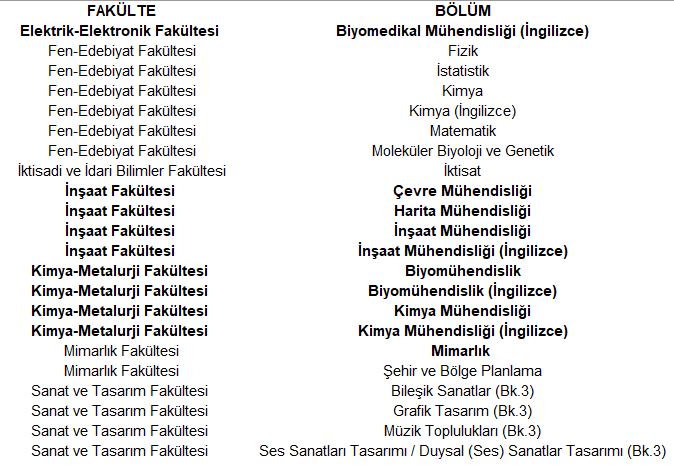 FAKÜLTE BÖLÜM
Elektrik-Elektronik Fakültesi Biyomedikal Mühendisliği (İngilizce)
Fen-Edebiyat Fakültesi Fizik
Fen-Edebiyat Fakültesi İstatistik
Fen-Edebiyat Fakültesi Kimya
Fen-Edebiyat Fakültesi Kimya (İngilizce)
Fen-Edebiyat Fakültesi Matematik
Fen-Edebiyat Fakültesi Moleküler Biyoloji ve Genetik
İktisadi ve İdari Bilimler Fakültesi İktisat
İnşaat Fakültesi Çevre Mühendisliği
İnşaat Fakültesi Harita Mühendisliği
İnşaat Fakültesi İnşaat Mühendisliği
İnşaat Fakültesi İnşaat Mühendisliği (İngilizce)
Kimya-Metalurji Fakültesi Biyomühendislik
Kimya-Metalurji Fakültesi Biyomühendislik (İngilizce)
Kimya-Metalurji Fakültesi Kimya Mühendisliği
Kimya-Metalurji Fakültesi Kimya Mühendisliği (İngilizce)
Mimarlık Fakültesi Mimarlık
Mimarlık Fakültesi Şehir ve Bölge Planlama
Sanat ve Tasarım Fakültesi Bileşik Sanatlar (Bk.3)
Sanat ve Tasarım Fakültesi Grafik Tasarım (Bk.3)
Sanat ve Tasarım Fakültesi Müzik Toplulukları (Bk.3)
Sanat ve Tasarım Fakültesi Ses Sanatları Tasarımı / Duysal (Ses) Sanatlar Tasarımı (Bk.3)